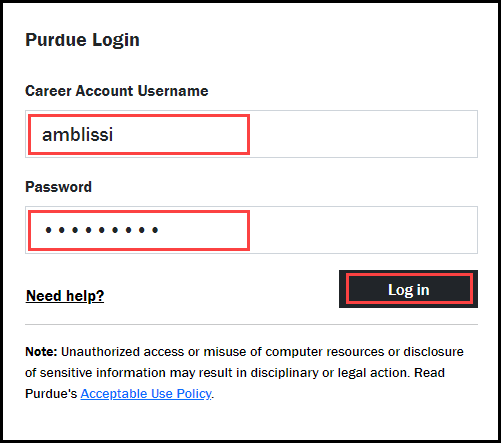 Purdue Login
Career Account Username
amblissi
Password
•••••••••
Need help?
Log in
Note: Unauthorized access or misuse of computer resources or disclosure
of sensitive information may result in disciplinary or legal action. Read
Purdue's Acceptable Use Policy.